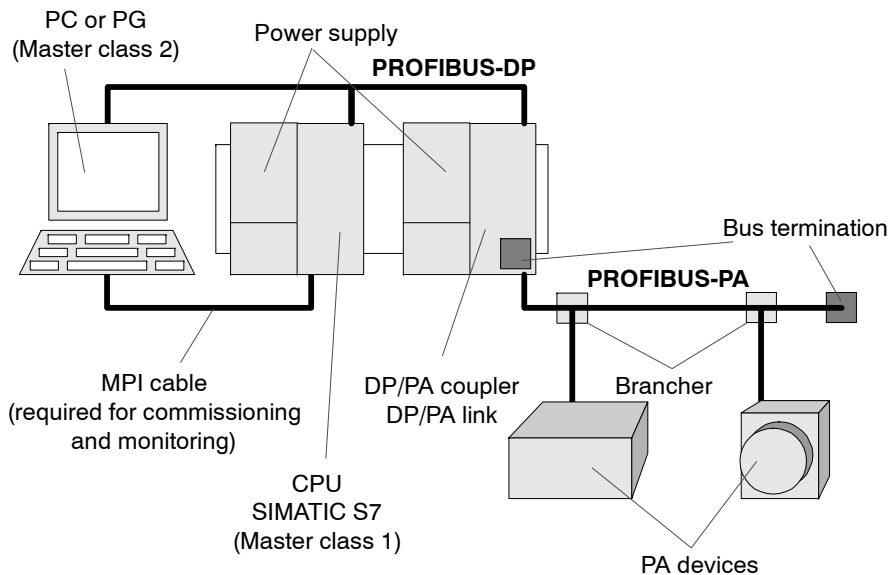 PC or PG
(Master class 2)
Power supply
PROFIBUS-DP
Bus termination
PROFIBUS-PA
MPI cable
(required for commissioning
and monitoring)
DP/PA coupler
DP/PA link
Brancher
CPU
SIMATIC S7
(Master class 1)
PA devices